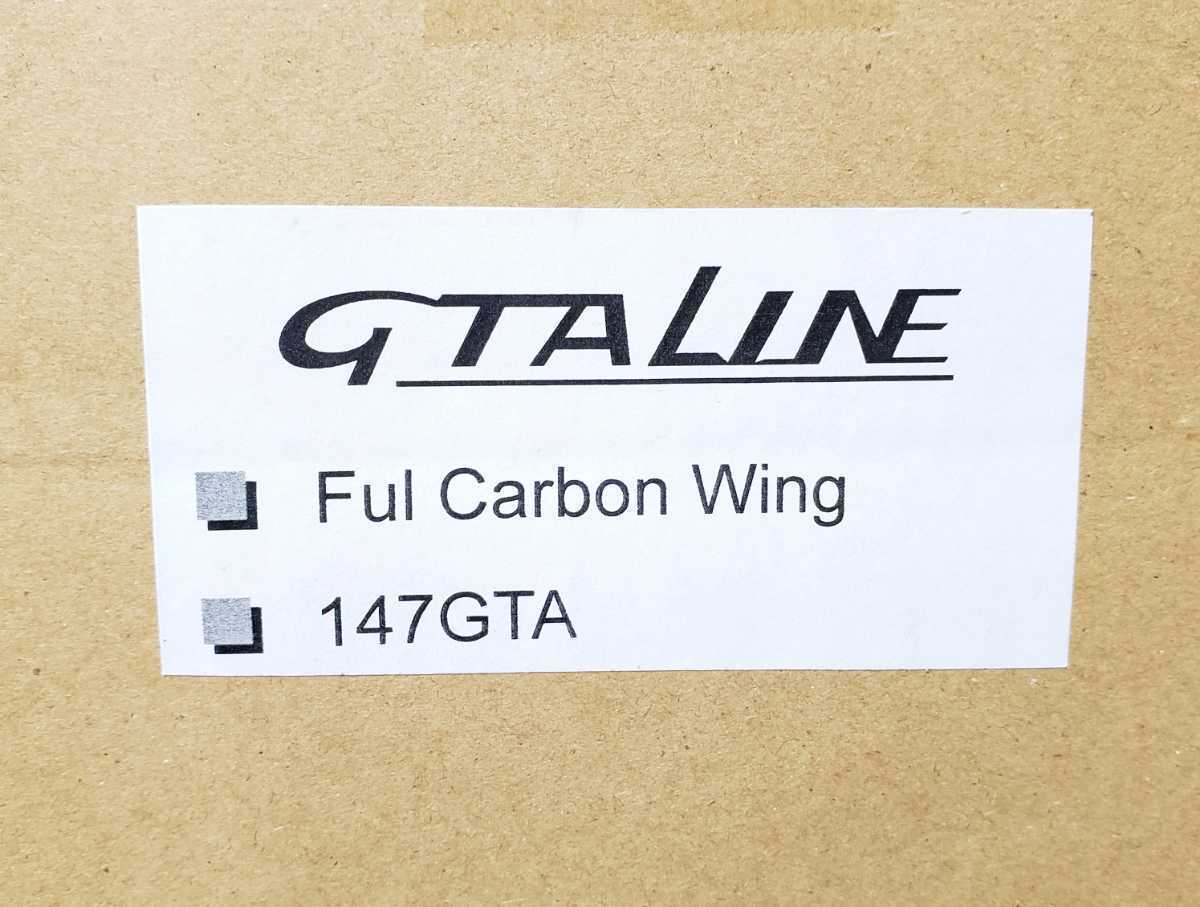 GTALINE
Ful Carbon Wing
147GTA